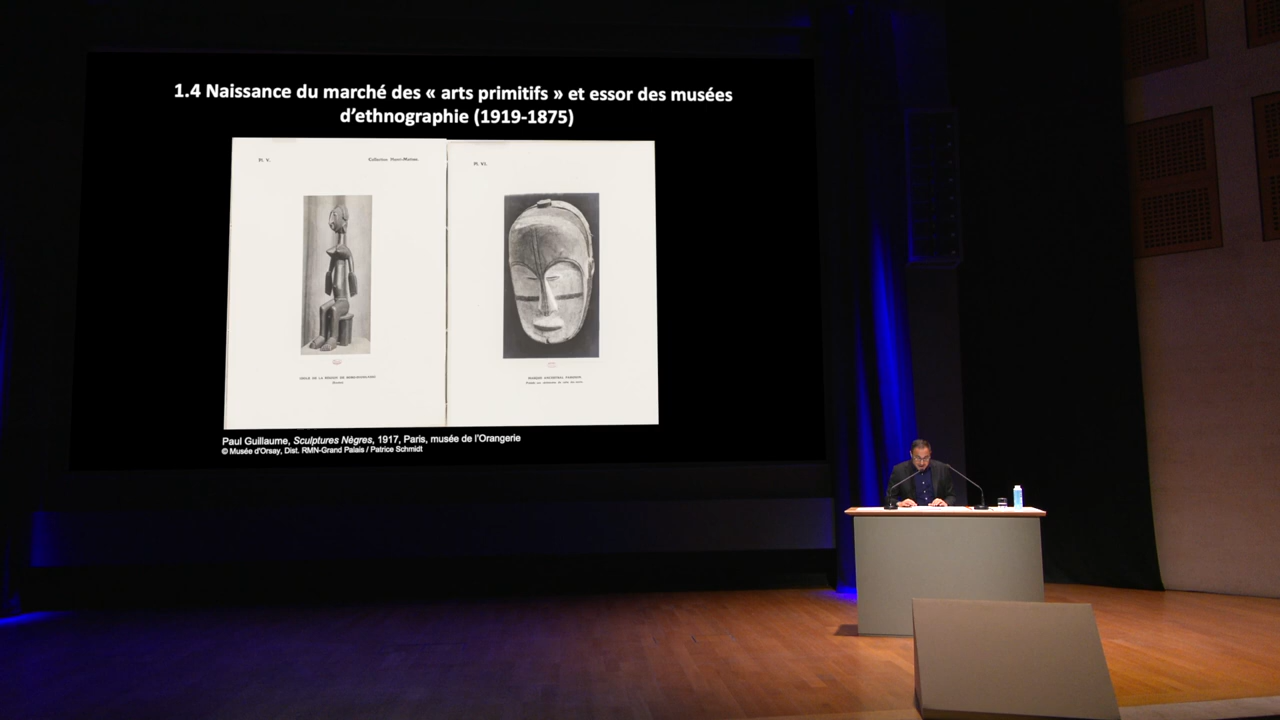 1.4 Naissance du marché des « arts primitifs » et essor des musées
d’ethnographie (1919-1875)
Pl. V.
Collection Henri-Matisse.
Pl. VI.
Paul Guillaume, Sculptures Nègres, 1917, Paris, musée de l’Orangerie
© Musée d'Orsay, Dist. RMN-Grand Palais / Patrice Schmidt